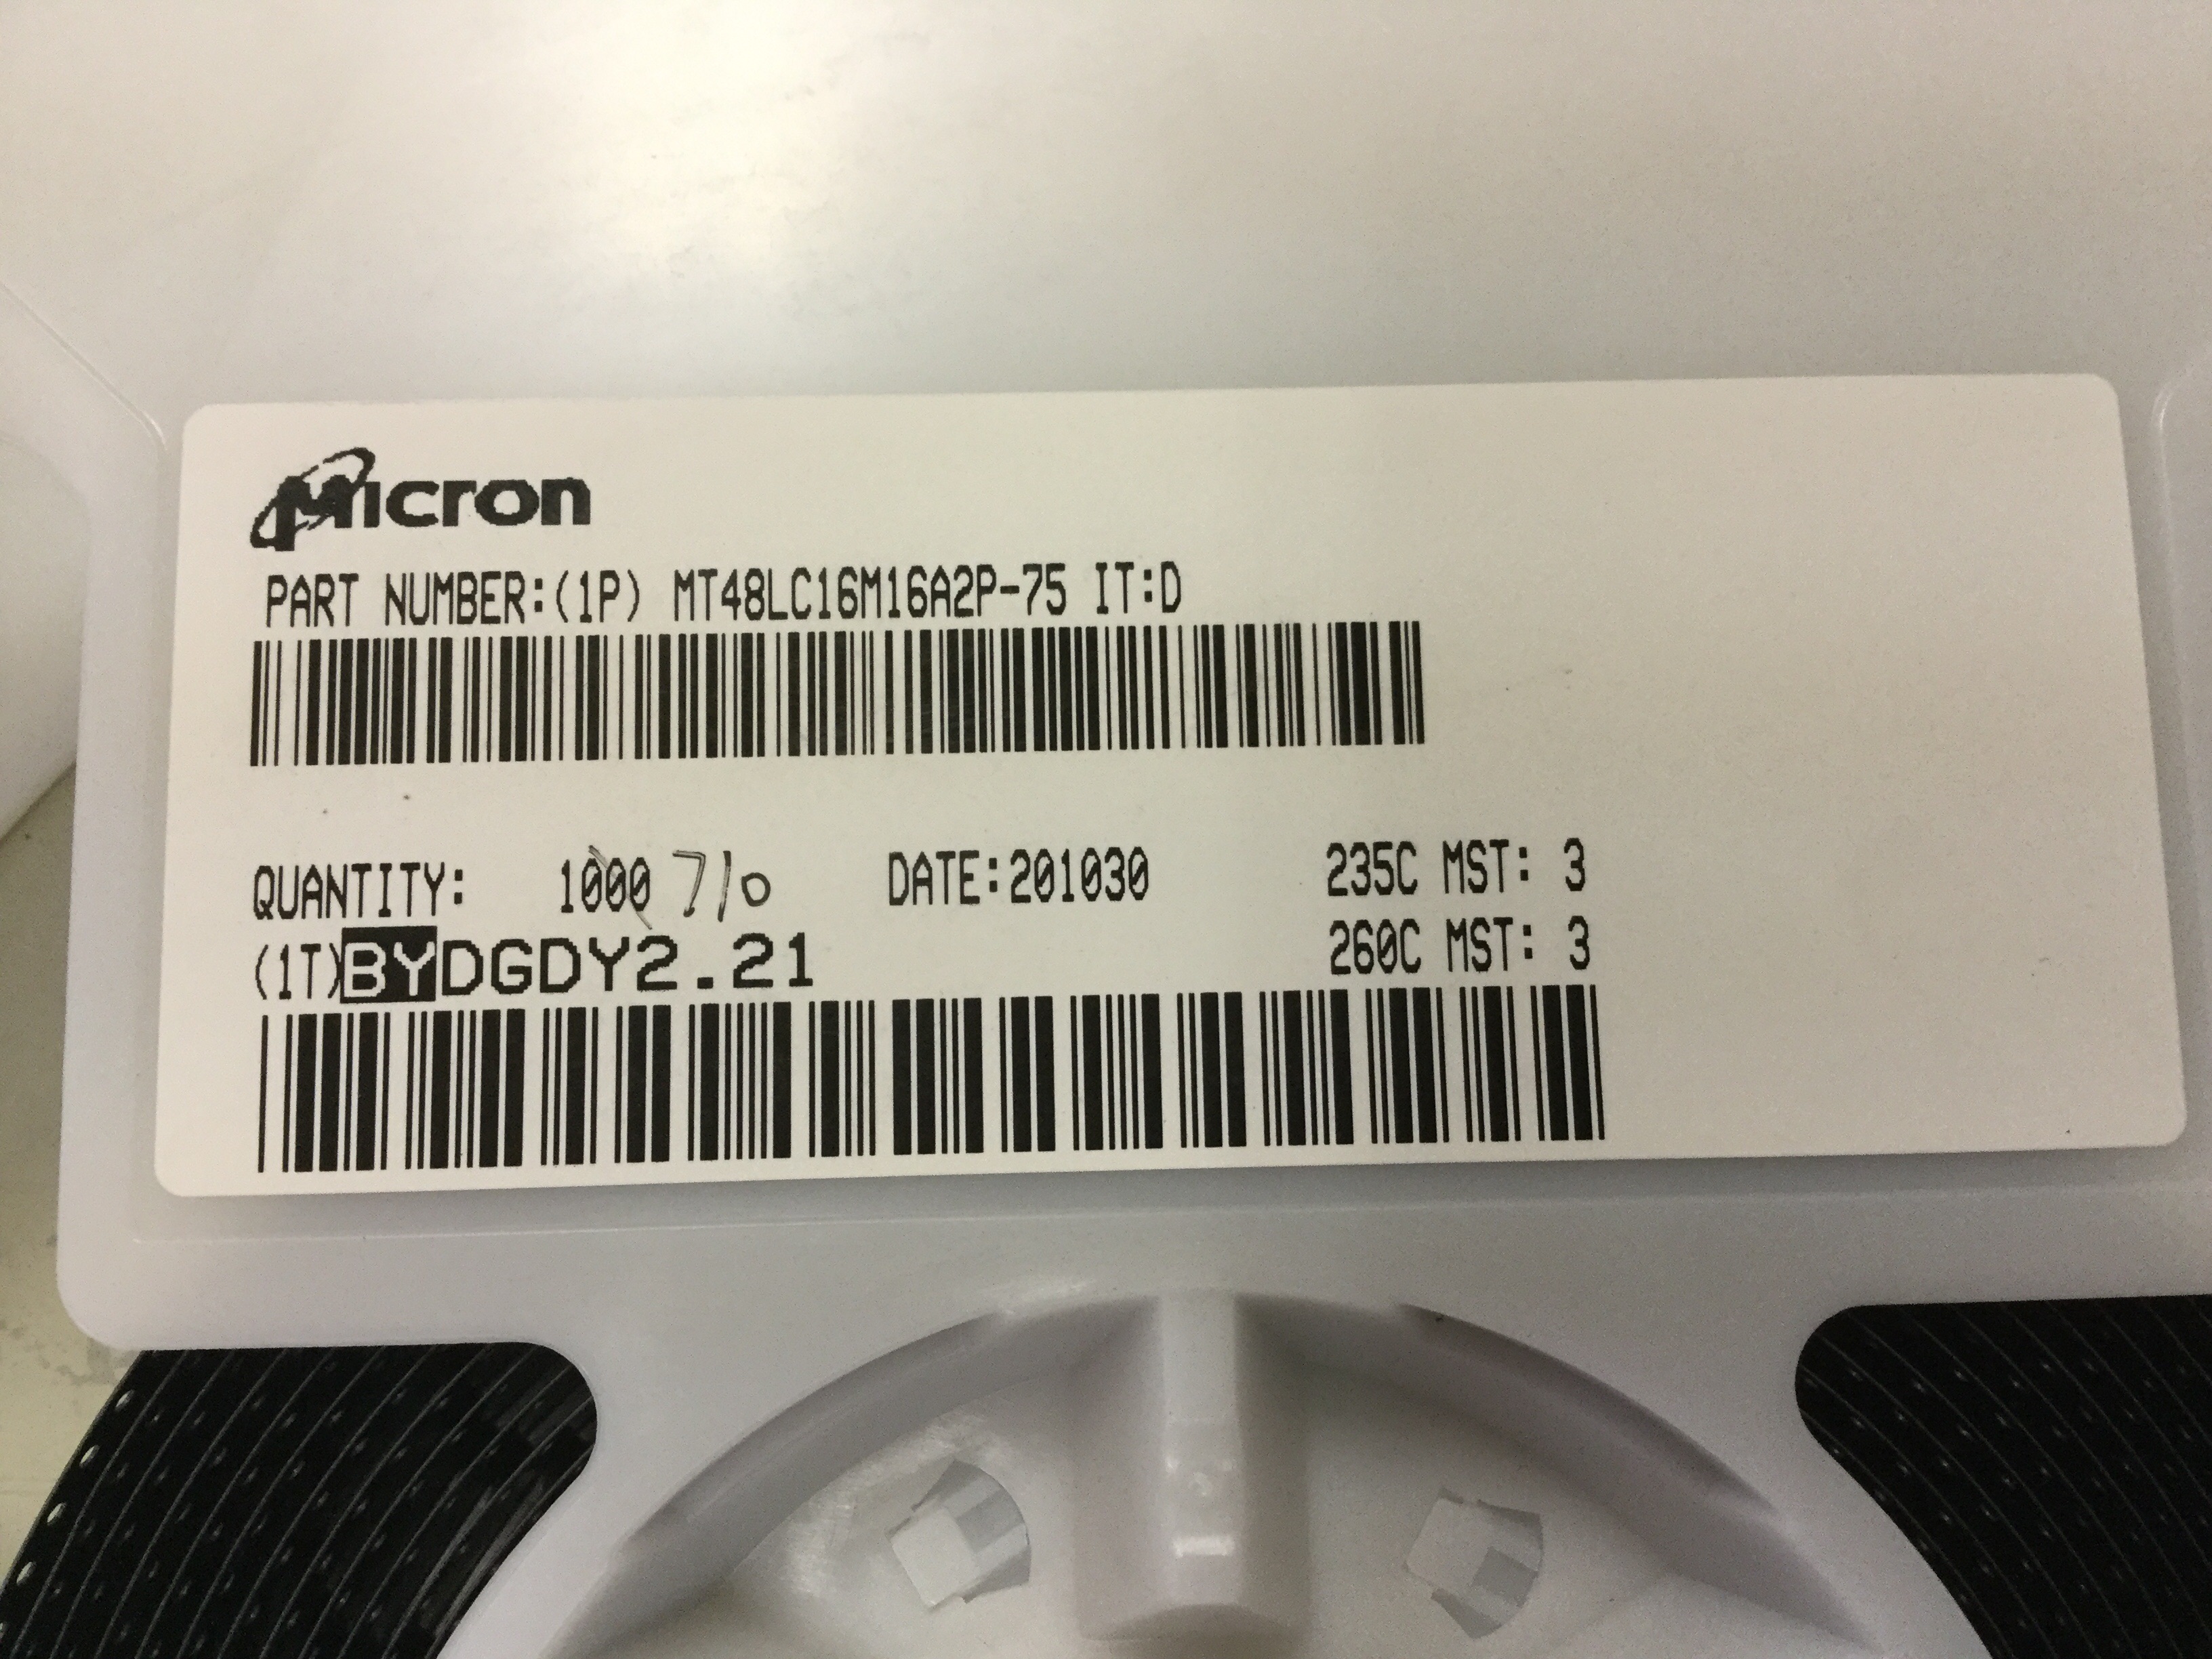 Micron
PART NUMBER:(1P) MT48LC16M16A2P-75 IT:D
QUANTITY: 1000 710 DATE:201030 235C MST: 3
(1T)BYDGDY2.21 260C MST: 3